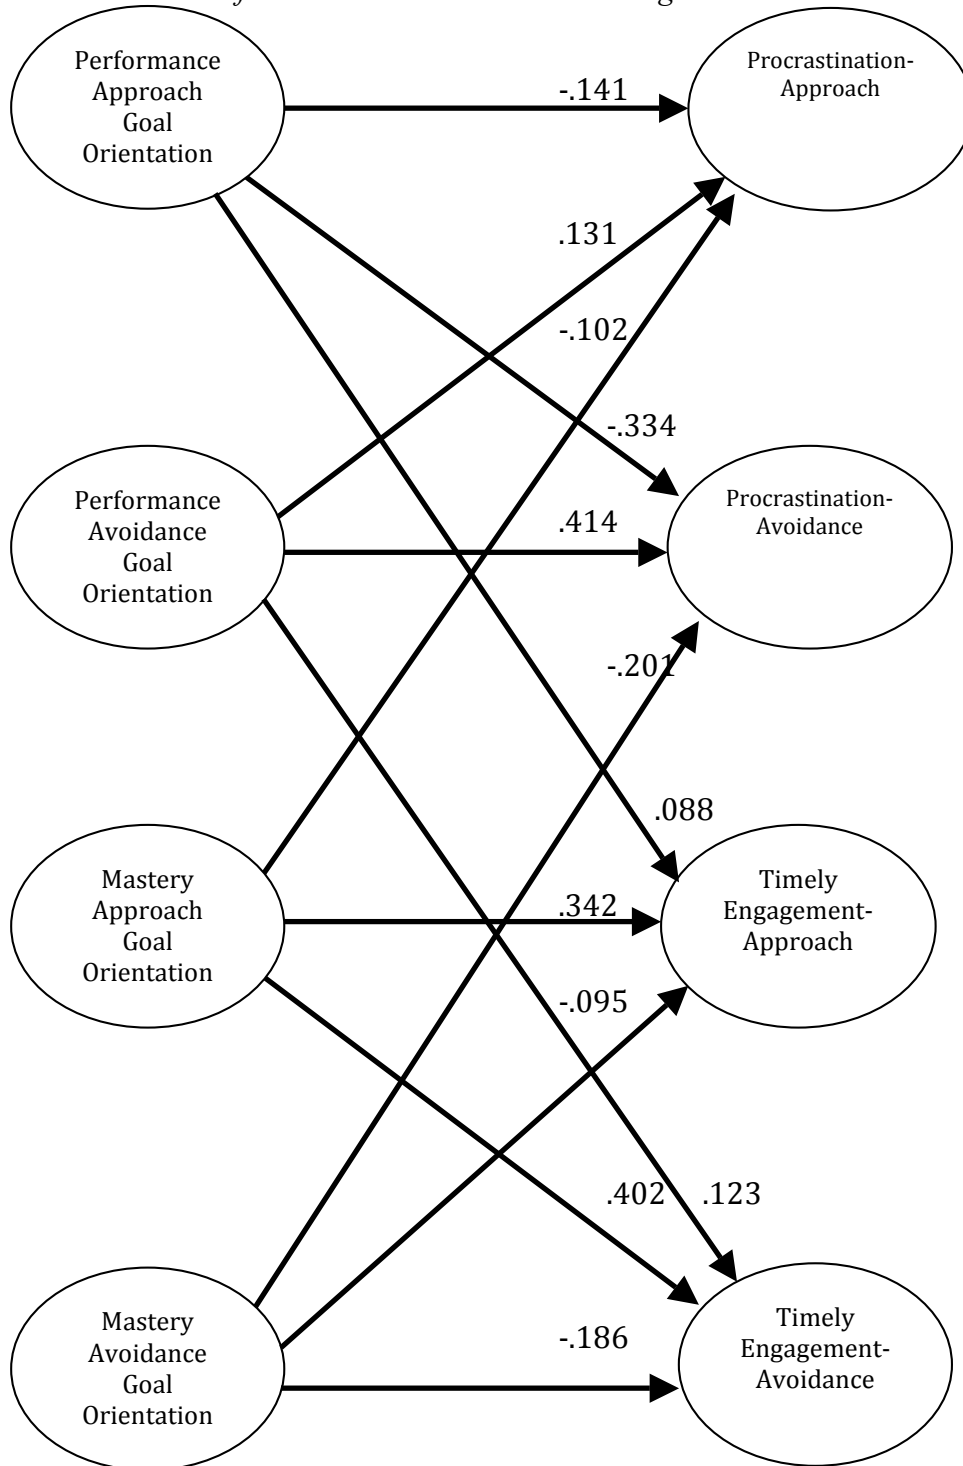 Performance
Approach
Goal
Orientation
-.141
Procrastination-
Approach
.131
-.102
-.334
Performance
Avoidance
Goal
Orientation
.414
Procrastination-
Avoidance
-.201
.088
Mastery
Approach
Goal
Orientation
.342
Timely
Engagement-
Approach
-.095
.402
.123
Mastery
Avoidance
Goal
Orientation
-.186
Timely
Engagement-
Avoidance